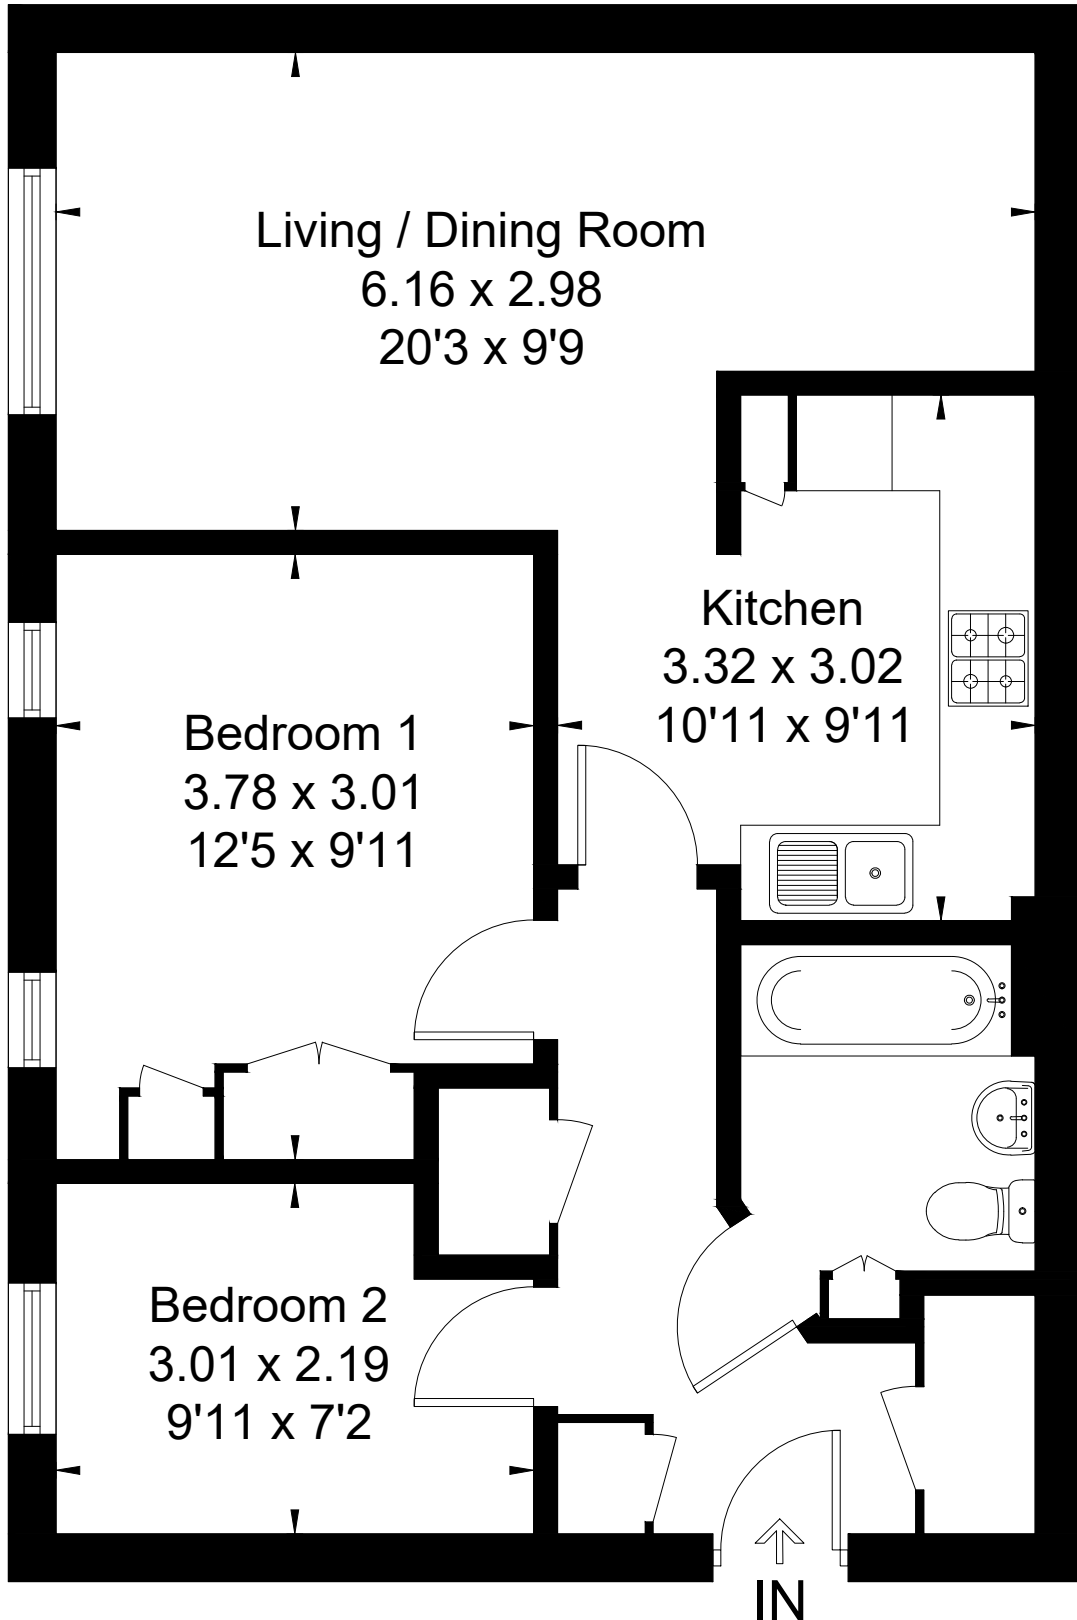 Living / Dining Room
6.16 x 2.98
20'3 x 9'9
Kitchen
3.32 x 3.02
10'11 x 9'11
Bedroom 1
3.78 x 3.01
12'5 x 9'11
Bedroom 2
3.01 x 2.19
9'11 x 7'2
IN